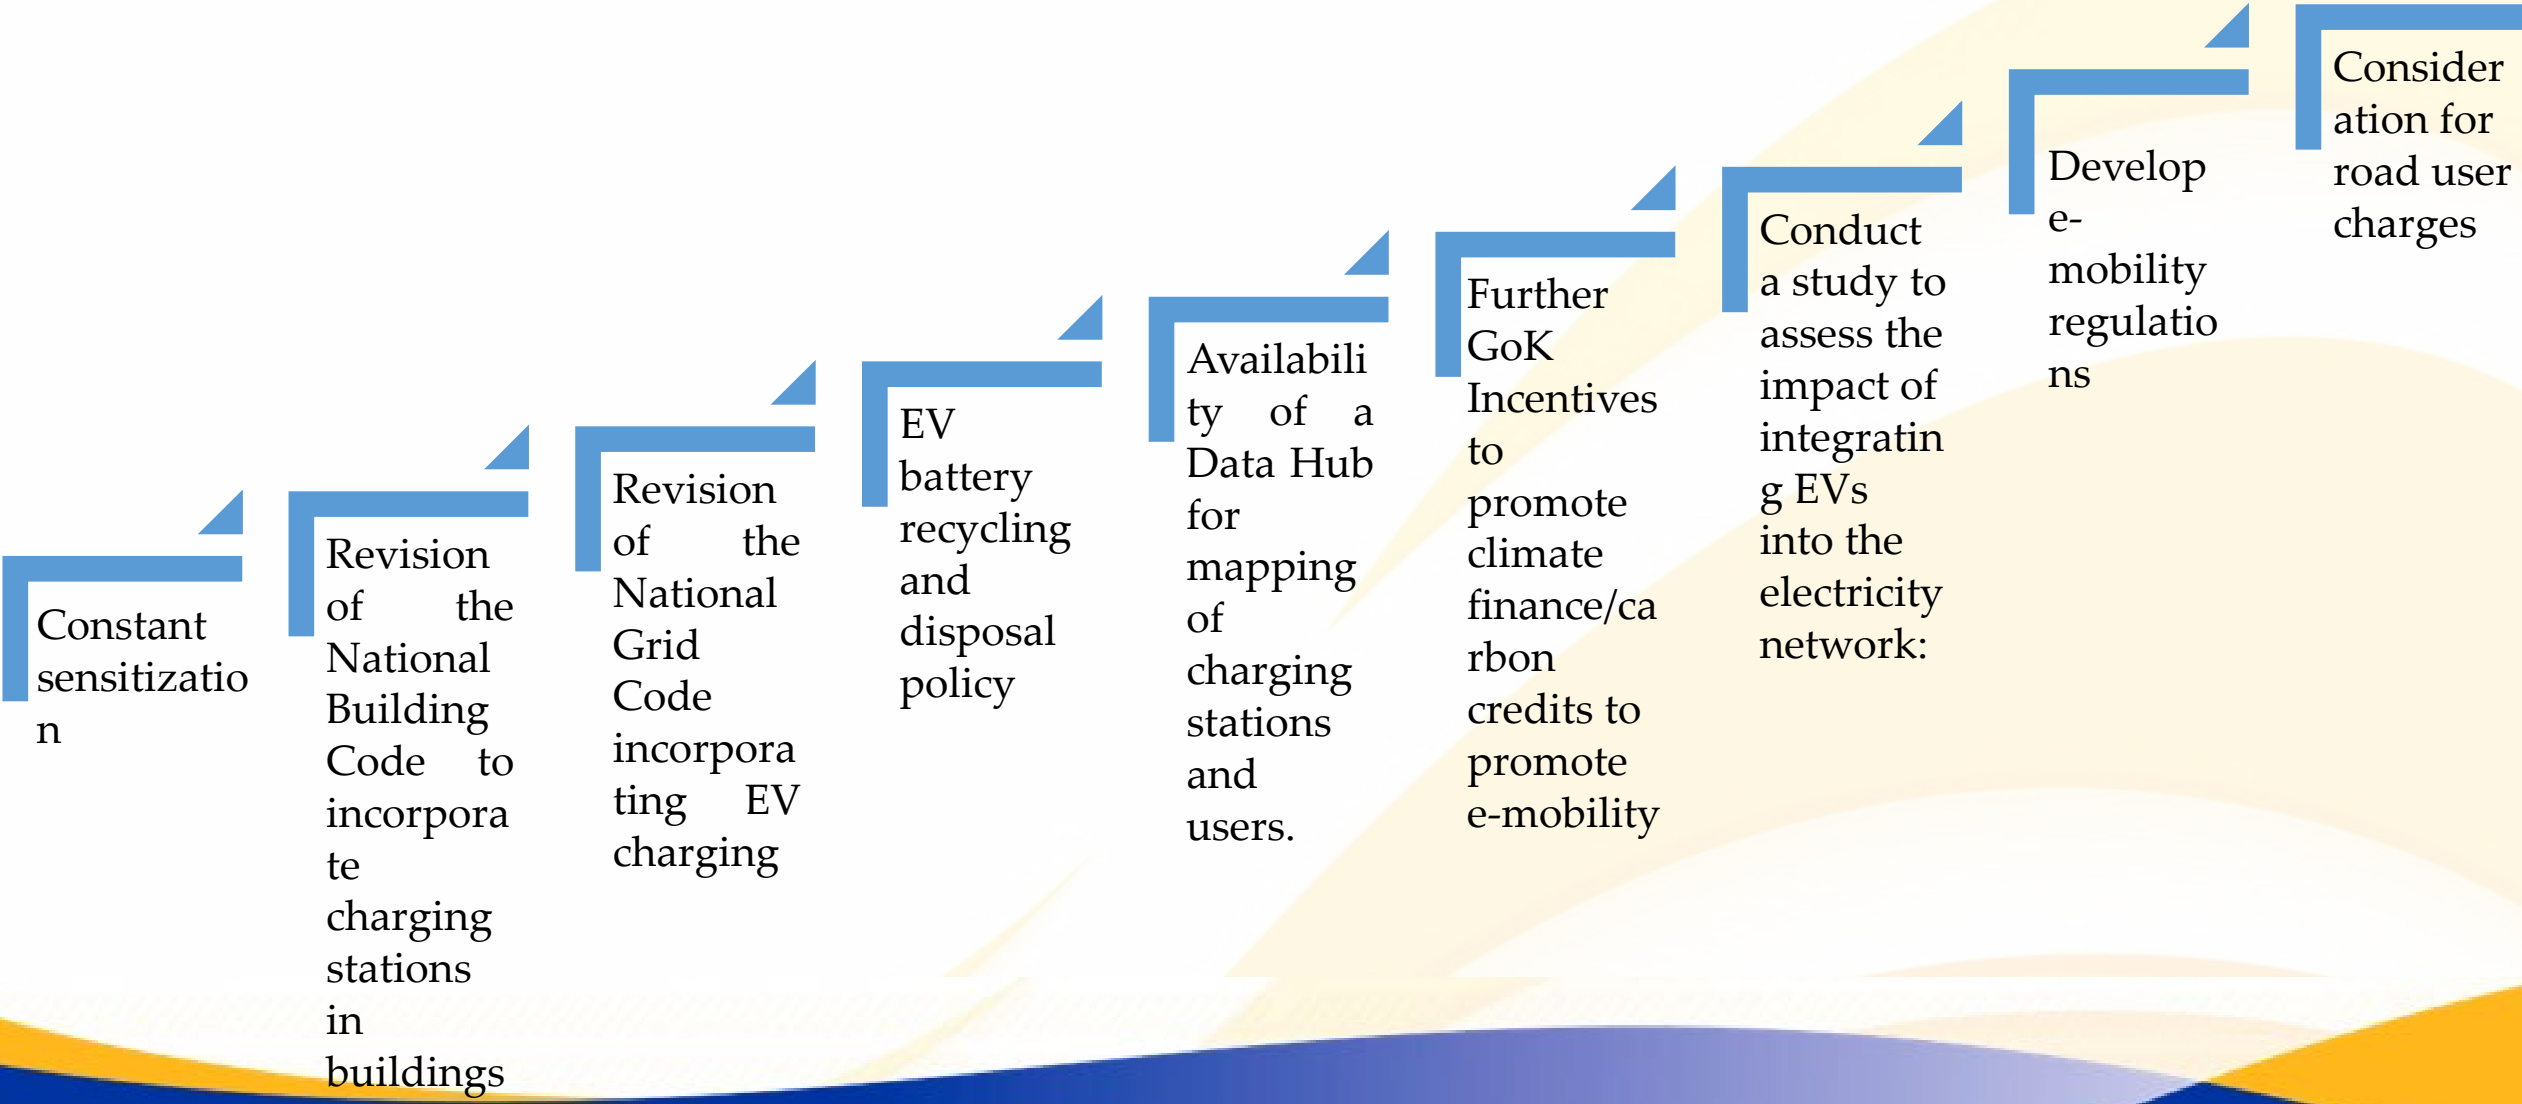 Constant
sensitizatio
n
Revision
of the
National
Building
Code to
incorpora
te
charging
stations
in
buildings
Revision
of the
National
Grid
Code
incorpora
ting EV
charging
EV
battery
recycling
and
disposal
policy
Availabili
ty of a
Data Hub
for
mapping
of
charging
stations
and
users.
Further
GoK
Incentives
to
promote
climate
finance/ca
rbon
credits to
promote
e-mobility
Conduct
a study to
assess the
impact of
integratin
g EVs
into the
electricity
network:
Develop
e-
mobility
regulatio
ns
Consider
ation for
road user
charges